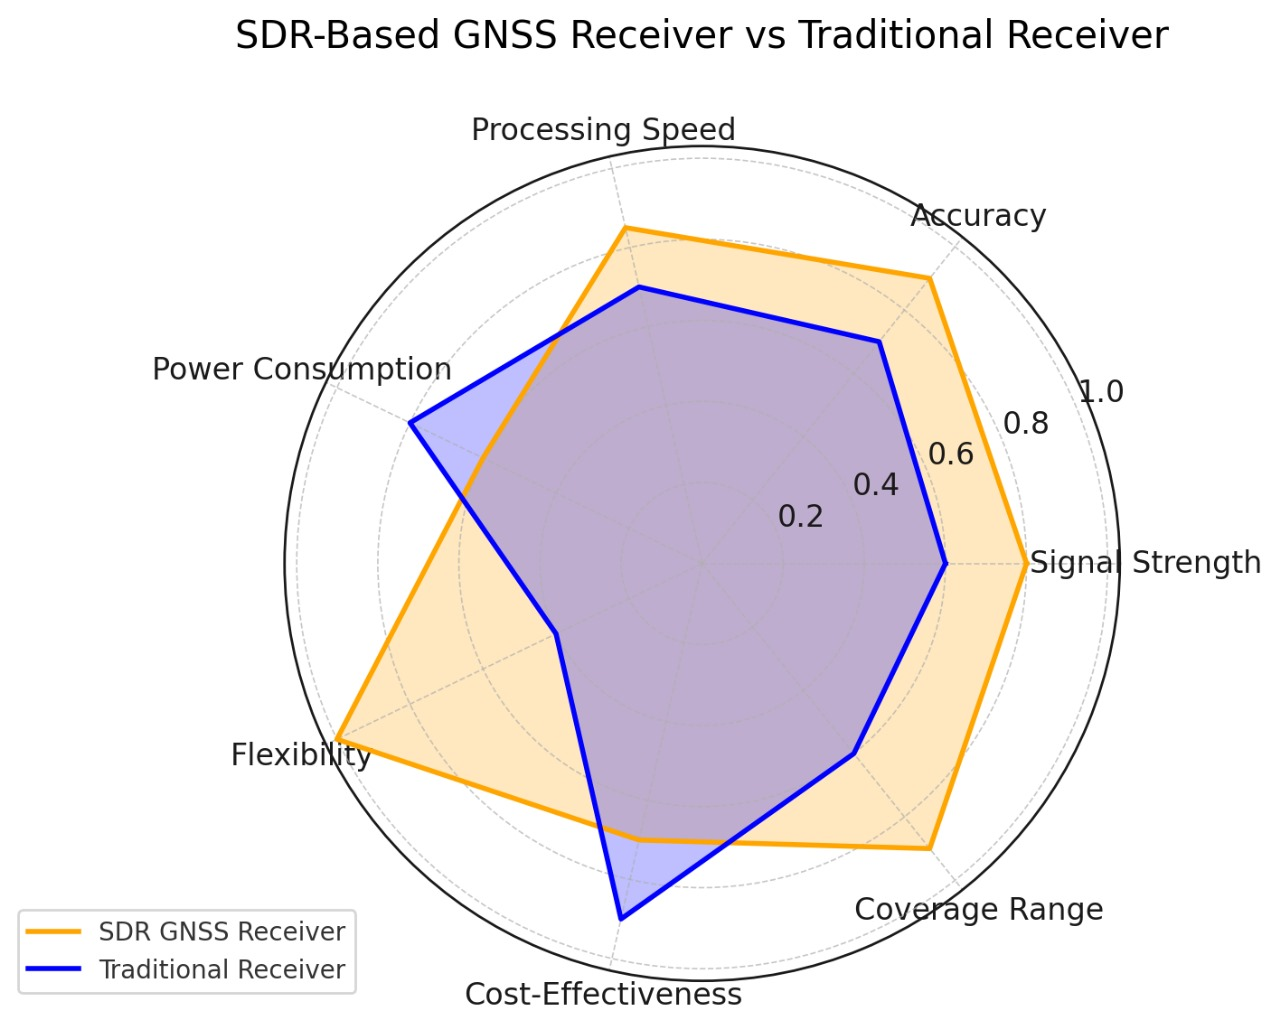 SDR-Based GNSS Receiver vs Traditional Receiver
Processing Speed
Accuracy
Power Consumption
1.0
0.8
0.6
0.4
0.2
Signal Strength
Flexibility
Coverage Range
SDR GNSS Receiver
Traditional Receiver
Cost-Effectiveness